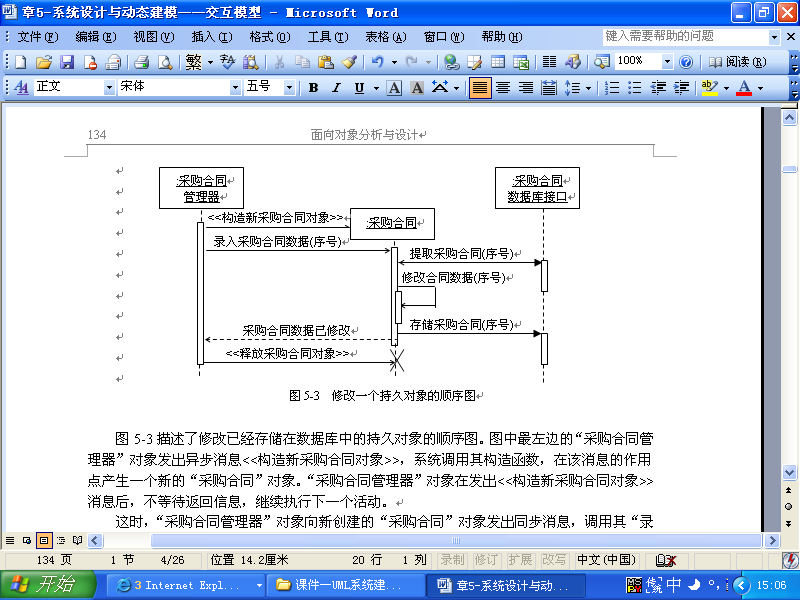 章5-系统设计与动态建模——交互模型 - Microsoft Word
文件(F) 编辑(E) 视图(V) 插入(I) 格式(O) 工具(T) 表格(A) 窗口(W) 帮助(H) 键入需要帮助的问题
繁 100% 阅读(R)
正文 宋体 五号 B I U A A ab A
134 面向对象分析与设计
:采购合同
管理器
:采购合同
数据库接口
<<构造新采购合同对象>>
:采购合同
录入采购合同数据(序号)
提取采购合同(序号)
修改合同数据(序号)
存储采购合同(序号)
采购合同数据已修改
<<释放采购合同对象>>
图 5-3 修改一个持久对象的顺序图
图 5-3 描述了修改已经存储在数据库中的持久对象的顺序图。图中最左边的“采购合同管
理器”对象发出异步消息<<构造新采购合同对象>>，系统调用其构造函数，在该消息的作用
点产生一个新的“采购合同”对象。“采购合同管理器”对象在发出<<构造新采购合同对象>>
消息后，不等待返回信息，继续执行下一个活动。
这时，“采购合同管理器”对象向新创建的“采购合同”对象发出同步消息，调用其“录
134 页 1 节 4/26 位置 14.2厘米 20 行 1 列 录制 修订 扩展 改写 中文(中国)
开始 3 Internet Expl... 课件一UML系统建... 章5-系统设计与动... 中 15:06